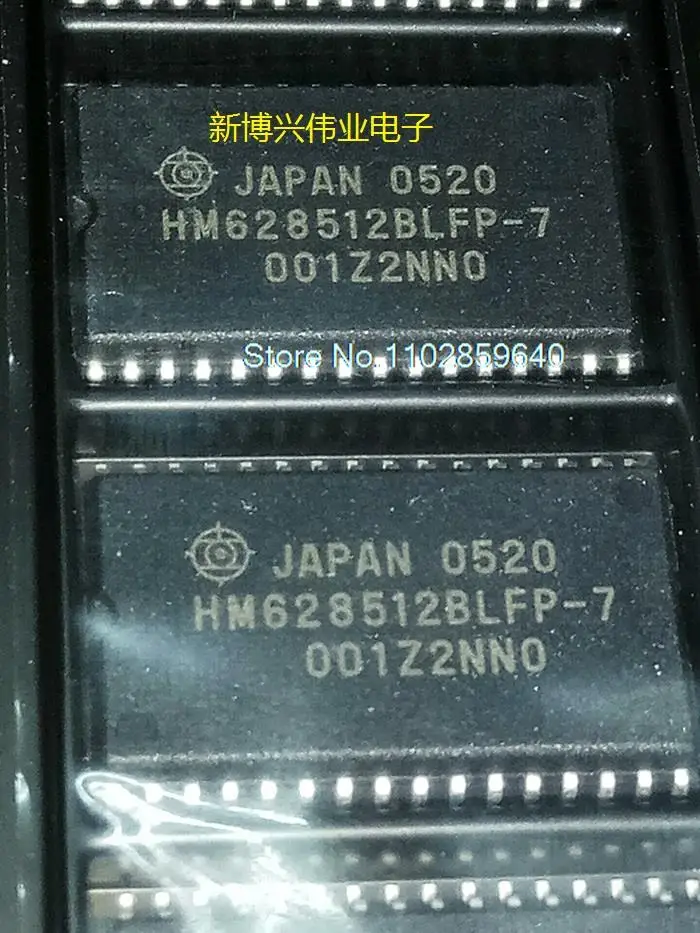 新博兴伟业电子
JAPAN 0520
HM628512BLFP-7
001Z2NN0
Store No.1102859640
JAPAN 0520
HM628512BLFP-7
001Z2NN0